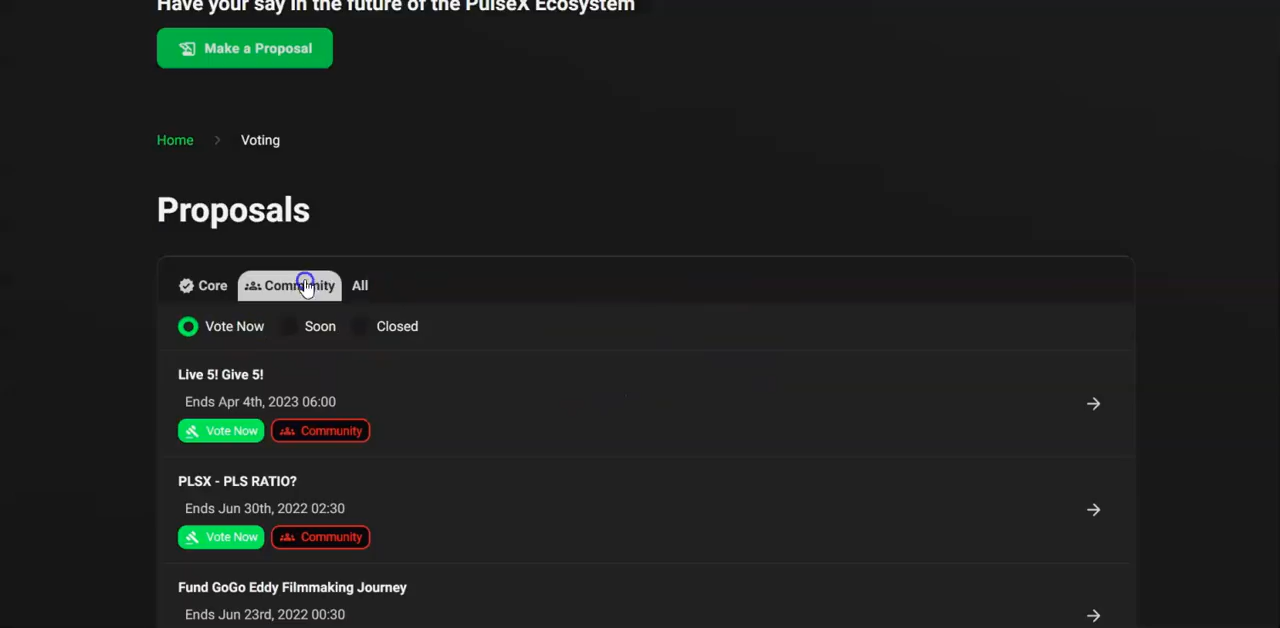 Have your say in the future of the PulseX Ecosystem
Make a Proposal
Home > Voting
Proposals
Core Community All
Vote Now Soon Closed
Live 5! Give 5!
Ends Apr 4th, 2023 06:00
Vote Now Community
PLSX - PLS RATIO?
Ends Jun 30th, 2022 02:30
Vote Now Community
Fund GoGo Eddy Filmmaking Journey
Ends Jun 23rd, 2022 00:30